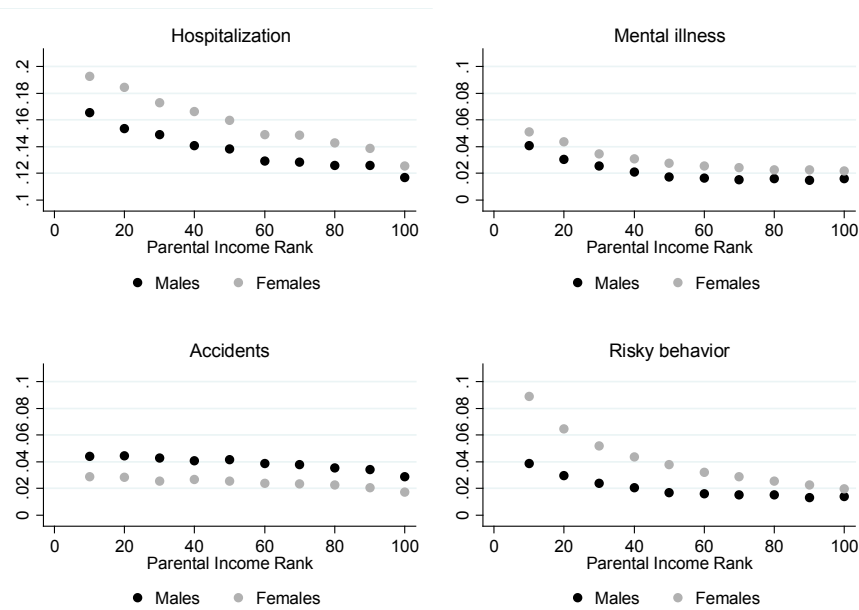 Hospitalization
.1 .12 .14 .16 .18 .2
0 20 40 60 80 100
Parental Income Rank
Males Females
Mental illness
0 .02 .04 .06 .08 .1
0 20 40 60 80 100
Parental Income Rank
Males Females
Accidents
0 .02 .04 .06 .08 .1
0 20 40 60 80 100
Parental Income Rank
Males Females
Risky behavior
0 .02 .04 .06 .08 .1
0 20 40 60 80 100
Parental Income Rank
Males Females